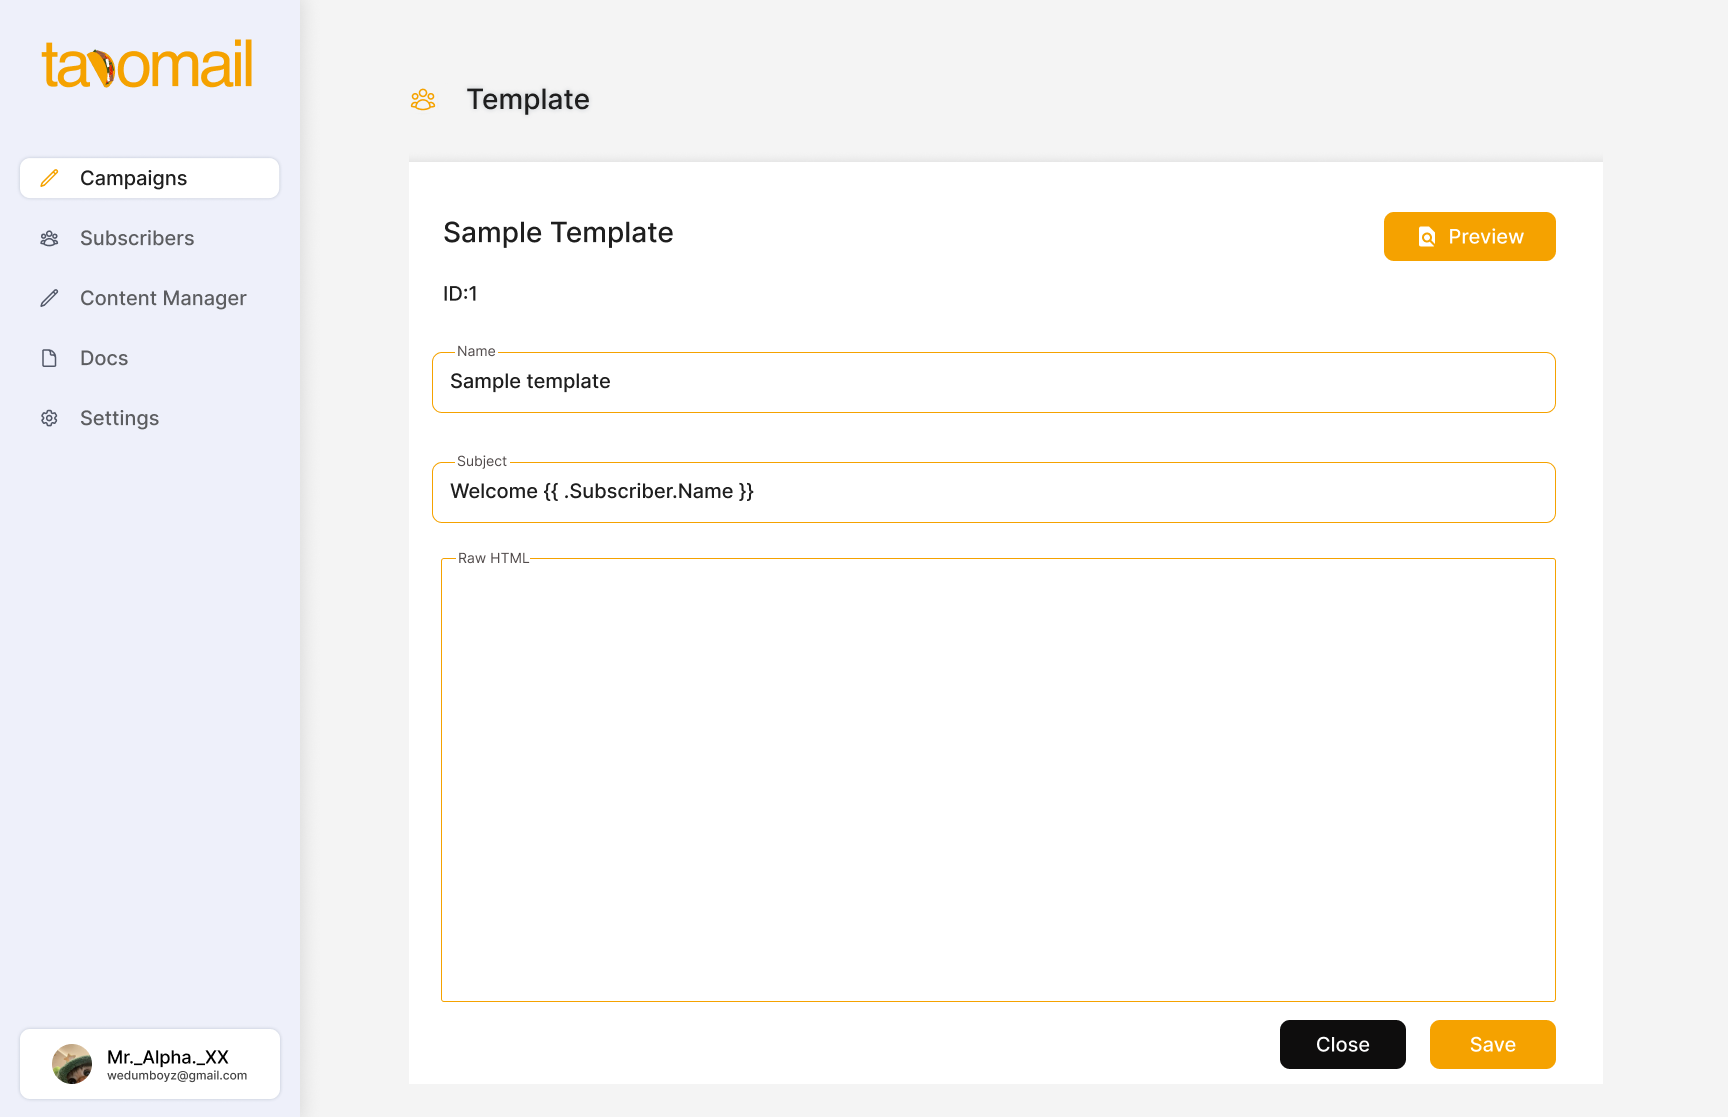 tacomail
Campaigns
Subscribers
Content Manager
Docs
Settings
Mr._Alpha._XX
wedumboyz@gmail.com
Template
Sample Template
Preview
ID:1
Name
Sample template
Subject
Welcome {{ .Subscriber.Name }}
Raw HTML
Close
Save